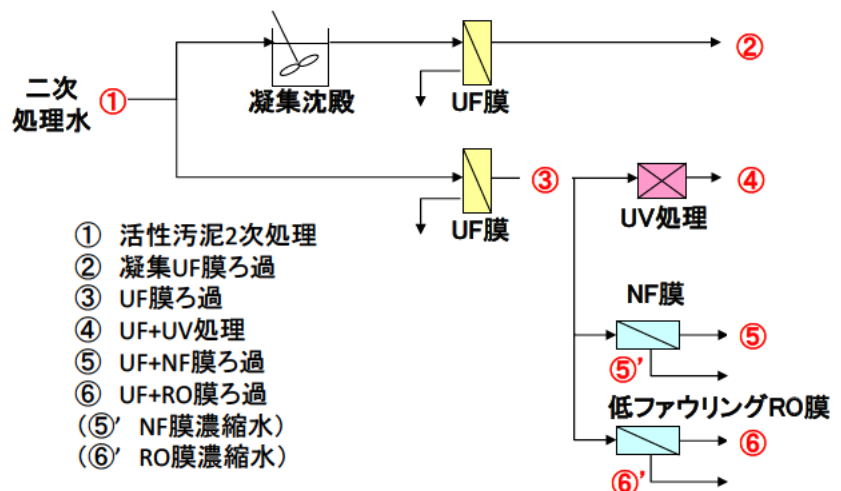 二次
処理水
①
凝集沈殿
UF膜
②
UF膜
③
UV処理
④
NF膜
⑤
⑤’
低ファウリングRO膜
⑥
⑥’
① 活性汚泥2次処理
② 凝集UF膜ろ過
③ UF膜ろ過
④ UF+UV処理
⑤ UF+NF膜ろ過
⑥ UF+RO膜ろ過
(⑤’ NF膜濃縮水)
(⑥’ RO膜濃縮水)